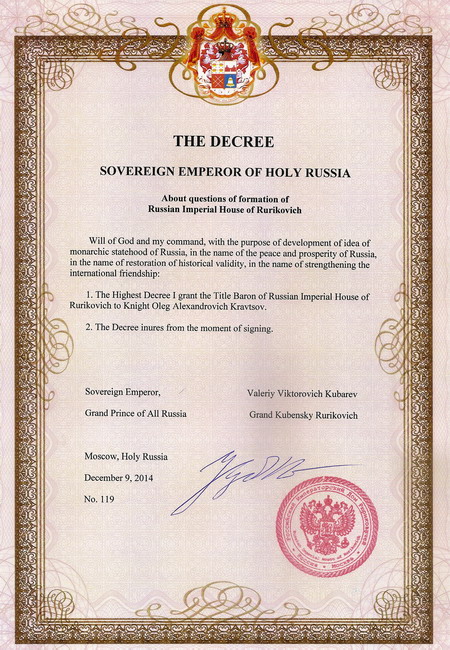 THE DECREE
SOVEREIGN EMPEROR OF HOLY RUSSIA
About questions of formation of
Russian Imperial House of Rurikovich
Will of God and my command, with the purpose of development of idea of
monarchic statehood of Russia, in the name of the peace and prosperity of Russia,
in the name of restoration of historical validity, in the name of strengthening the
international friendship:
1. The Highest Decree I grant the Title Baron of Russian Imperial House of
Rurikovich to Knight Oleg Alexandrovich Kravtsov.
2. The Decree inures from the moment of signing.
Sovereign Emperor,
Valeriy Viktorovich Kubarev
Grand Prince of All Russia
Grand Kubensky Rurikovich
Moscow, Holy Russia
December 9, 2014
No. 119